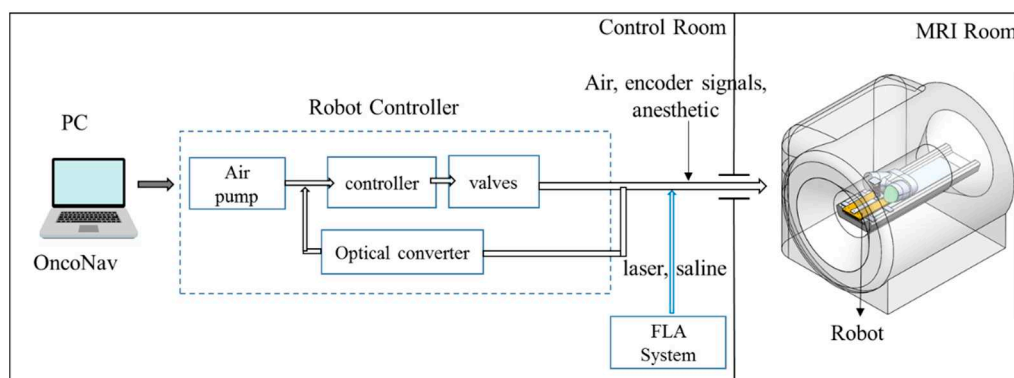 Control Room
MRI Room
Air, encoder signals,
anesthetic
Robot Controller
PC
Air
pump
controller
valves
Optical converter
OncoNav
laser, saline
FLA
System
Robot